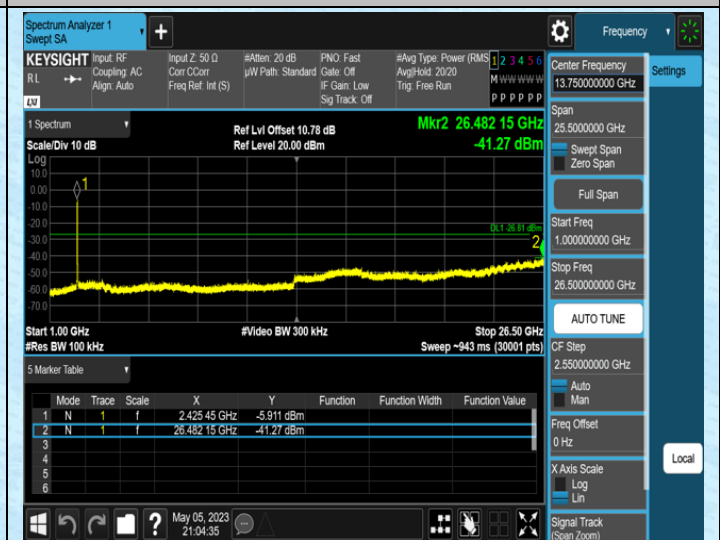 Spectrum Analyzer 1
Swept SA
+
Frequency
KEYSIGHT
Input: RF
Coupling: AC
Align: Auto
Input Z: 50 Ω
Corr CCorr
Freq Ref: Int (S)
#Atten: 20 dB
µW Path: Standard
PNO: Fast
Gate: Off
IF Gain: Low
Sig Track: Off
#Avg Type: Power (RMS
Avg|Hold: 20/20
Trig: Free Run
1 2 3 4 5 6
M W W W W W
P P P P P P
R L
LXI
Center Frequency
13.750000000 GHz
Settings
Span
25.5000000 GHz
Swept Span
Zero Span
Full Span
Start Freq
1.000000000 GHz
Stop Freq
26.500000000 GHz
AUTO TUNE
CF Step
2.550000000 GHz
Auto
Man
Freq Offset
0 Hz
X Axis Scale
Log
Lin
Signal Track
(Span Zoom)
Local
1 Spectrum
Scale/Div 10 dB
Ref Lvl Offset 10.78 dB
Ref Level 20.00 dBm
Mkr2 26.482 15 GHz
-41.27 dBm
Log
10.0
0.00
-10.0
-20.0
-30.0
-40.0
-50.0
-60.0
-70.0
1
DL1 -26.81 dBm
2
Start 1.00 GHz
#Res BW 100 kHz
#Video BW 300 kHz
Stop 26.50 GHz
Sweep ~943 ms (30001 pts)
5 Marker Table
Mode Trace Scale X Y Function Function Width Function Value
1 N 1 f 2.425 45 GHz -5.911 dBm
2 N 1 f 26.482 15 GHz -41.27 dBm
3
4
5
6
?
May 05, 2023
21:04:35